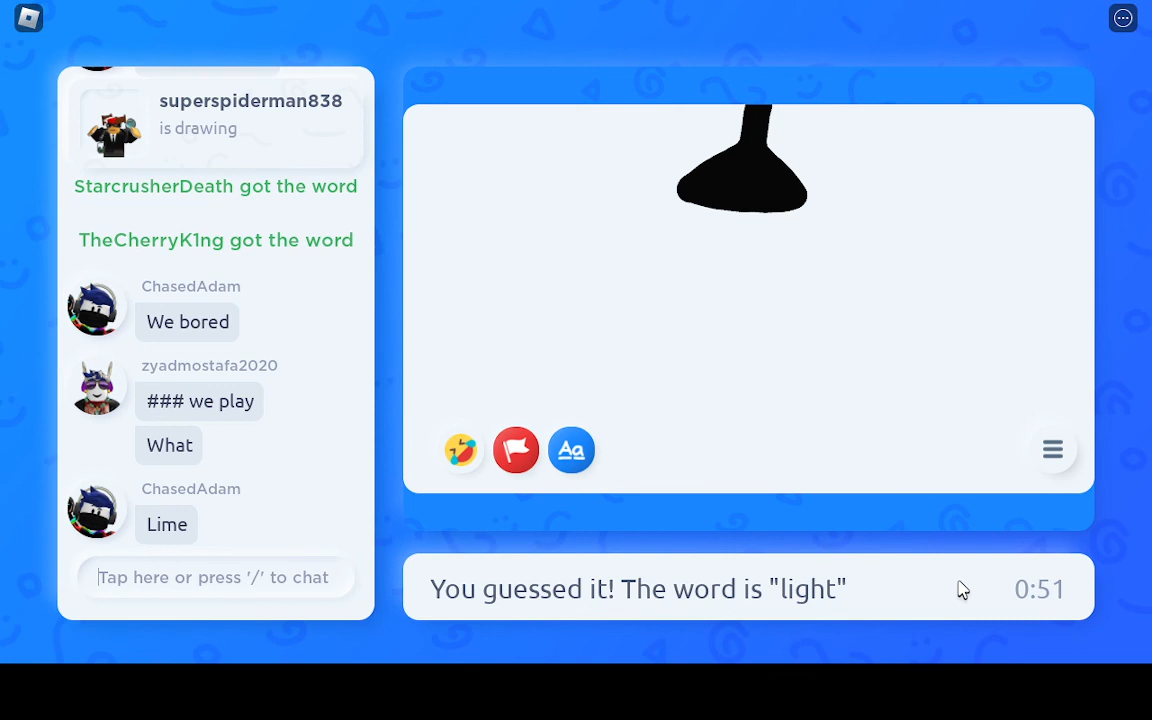 superspiderman838
is drawing
StarcrusherDeath got the word
TheCherryK1ng got the word
ChasedAdam
We bored
zyadmostafa2020
### we play
What
ChasedAdam
Lime
Tap here or press '/' to chat
Aa
You guessed it! The word is "light"
0:51